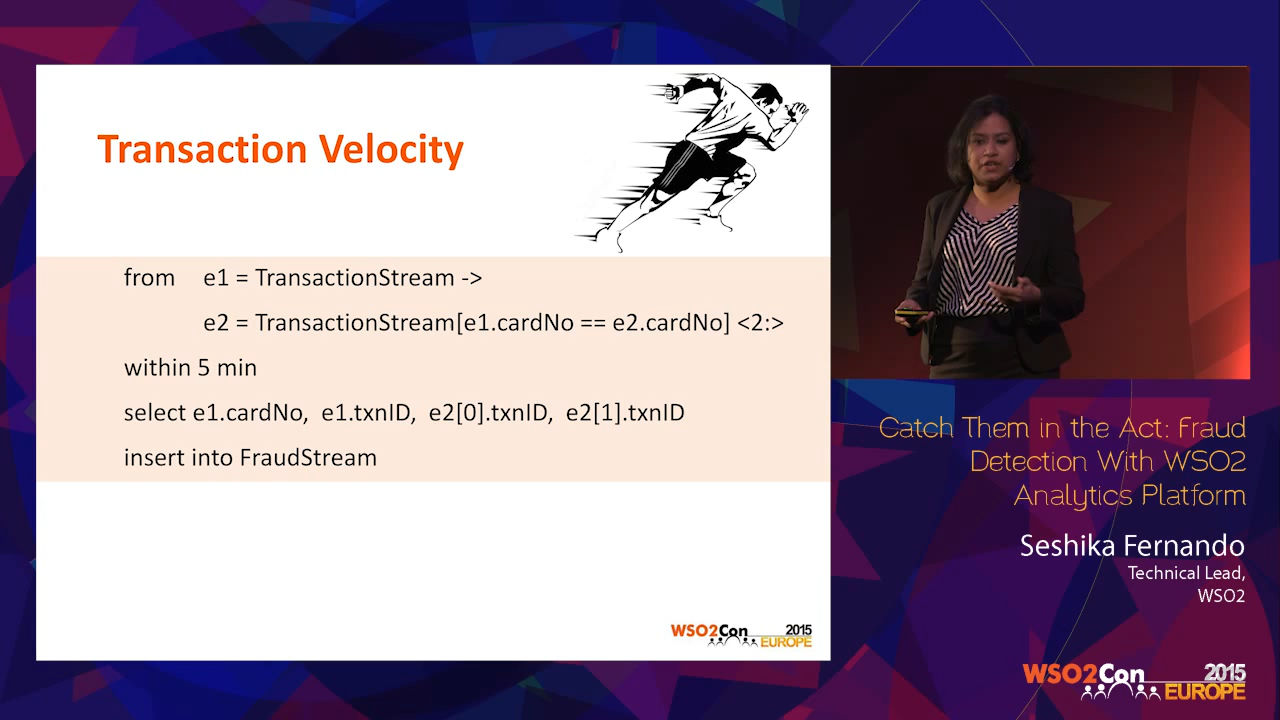 Transaction Velocity
from e1 = TransactionStream ->
e2 = TransactionStream[e1.cardNo == e2.cardNo] <2:>
within 5 min
select e1.cardNo, e1.txnID, e2[0].txnID, e2[1].txnID
insert into FraudStream
WSO2Con 2015
EUROPE
Catch Them in the Act: Fraud
Detection With WSO2
Analytics Platform
Seshika Fernando
Technical Lead,
WSO2
WSO2Con 2015
EUROPE